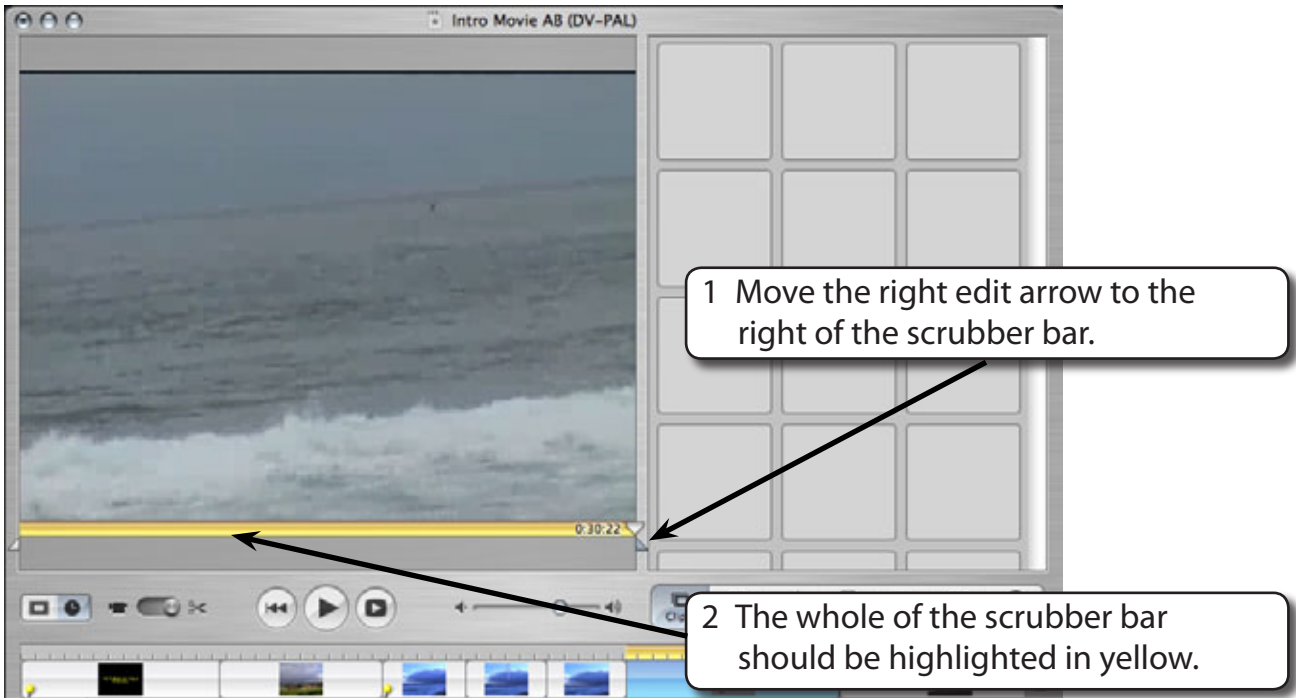 Intro Movie AB (DV-PAL)
1 Move the right edit arrow to the
right of the scrubber bar.
0:30:22
2 The whole of the scrubber bar
should be highlighted in yellow.